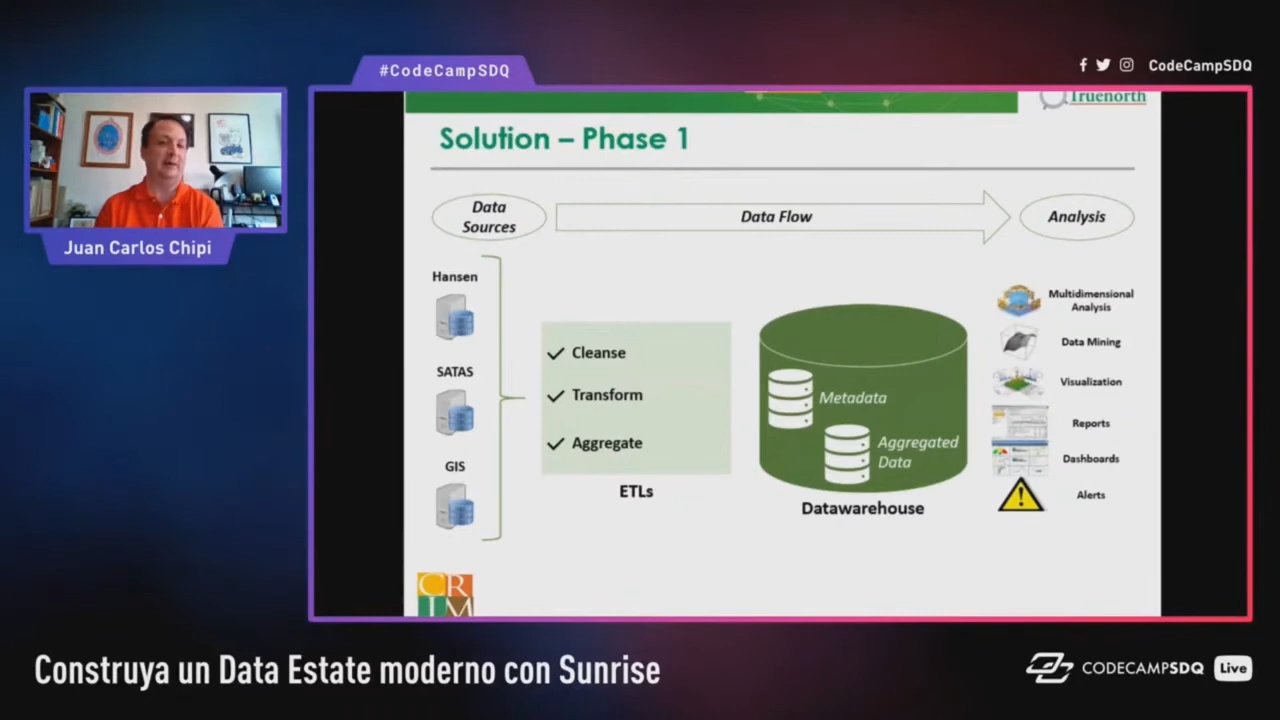 #CodeCampSDQ
CodeCampSDQ
Juan Carlos Chipi
Truenorth
Solution – Phase 1
Data
Sources
Data Flow
Analysis
Hansen
SATAS
GIS
Cleanse
Transform
Aggregate
ETLs
Metadata
Aggregated
Data
Datawarehouse
Multidimensional
Analysis
Data Mining
Visualization
Reports
Dashboards
Alerts
CR
IM
Construya un Data Estate moderno con Sunrise
CODECAMPSDQ Live